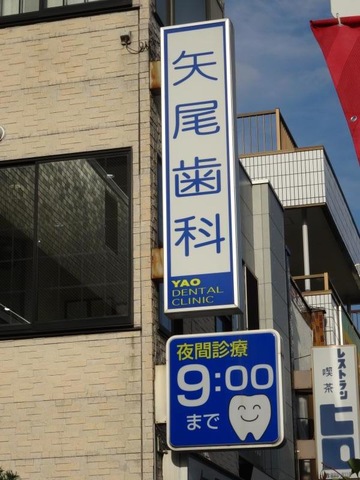 矢尾歯科
YAO
DENTAL
CLINIC
夜間診療
9:00
まで
レストラン
喫茶